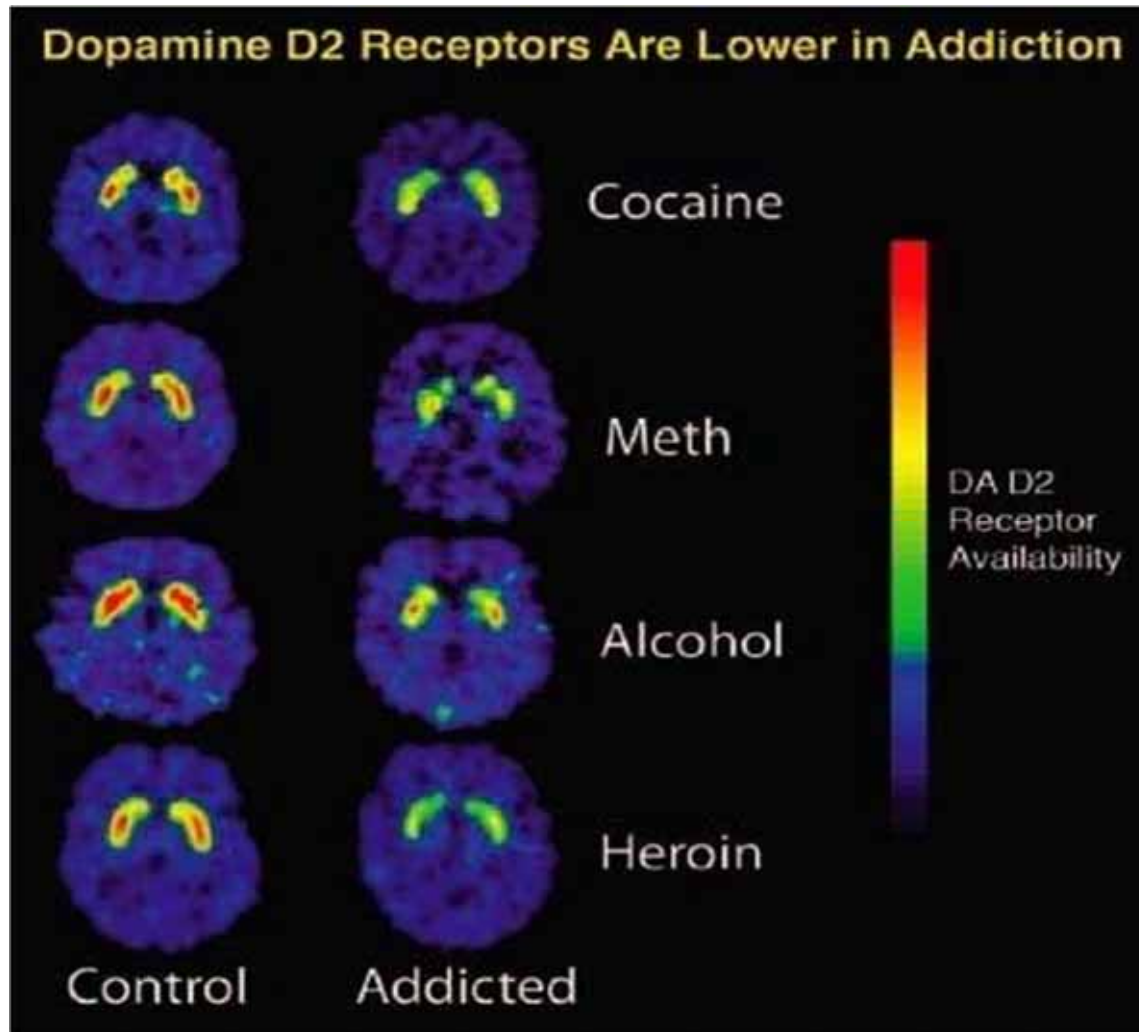 Dopamine D2 Receptors Are Lower in Addiction
Cocaine
Meth
DA D2
Receptor
Availability
Alcohol
Heroin
Control Addicted